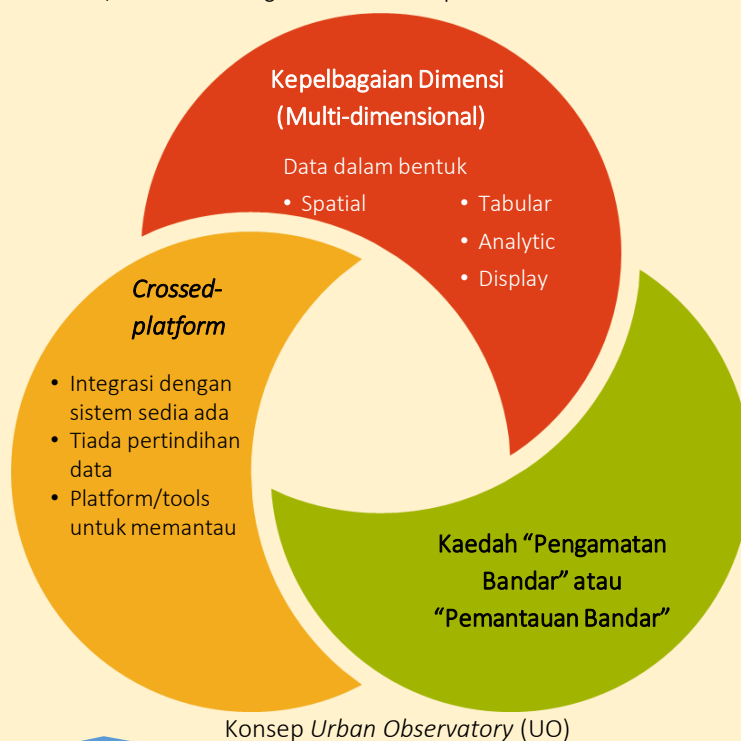 Kepelbagaian Dimensi
(Multi-dimensional)
Data dalam bentuk
• Spatial
• Tabular
• Analytic
• Display
Crossed-
platform
• Integrasi dengan
sistem sedia ada
• Tiada pertindihan
data
• Platform/tools
untuk memantau
Kaedah “Pengamatan
Bandar” atau
“Pemantauan Bandar”
Konsep Urban Observatory (UO)